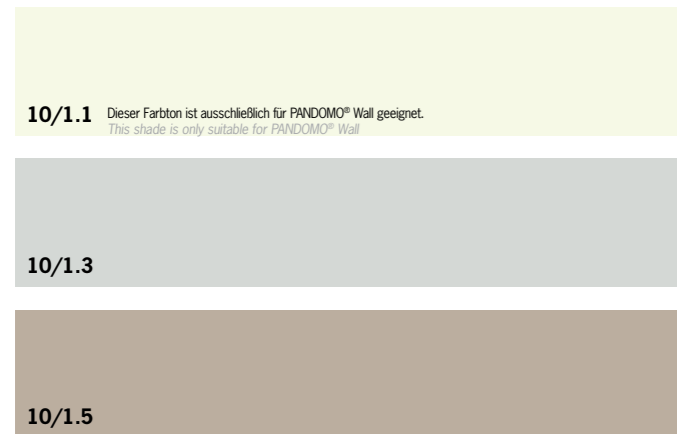 10/1.1 Dieser Farbton ist ausschließlich für PANDOMO® Wall geeignet.
This shade is only suitable for PANDOMO® Wall
10/1.3
10/1.5